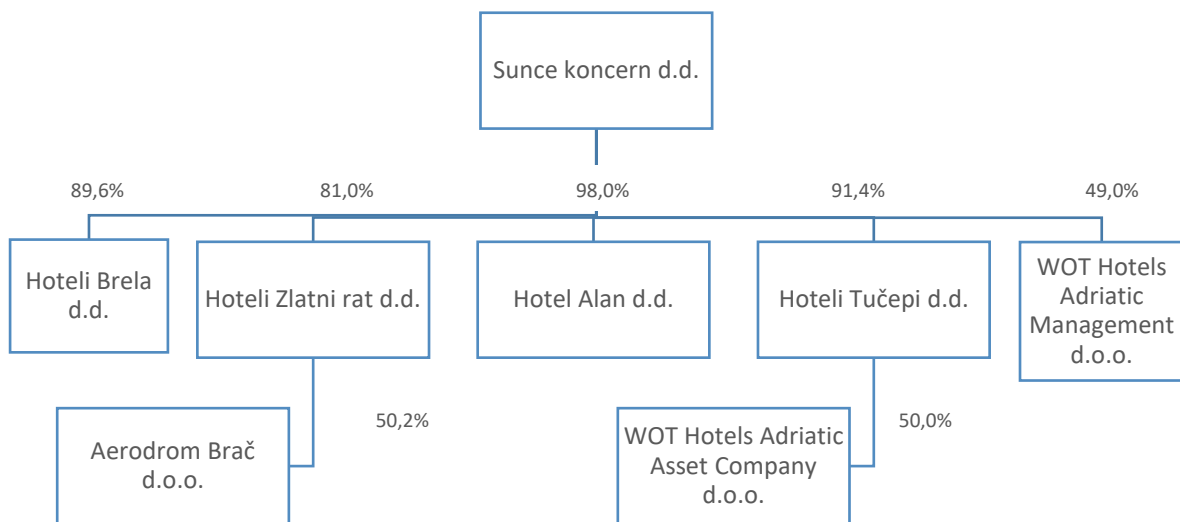 Sunce koncern d.d.
89,6%
81,0%
98,0%
91,4%
49,0%
Hoteli Brela
d.d.
Hoteli Zlatni rat d.d.
Hotel Alan d.d.
Hoteli Tučepi d.d.
WOT Hotels
Adriatic
Management
d.o.o.
Aerodrom Brač
d.o.o.
50,2%
WOT Hotels Adriatic
Asset Company
d.o.o.
50,0%